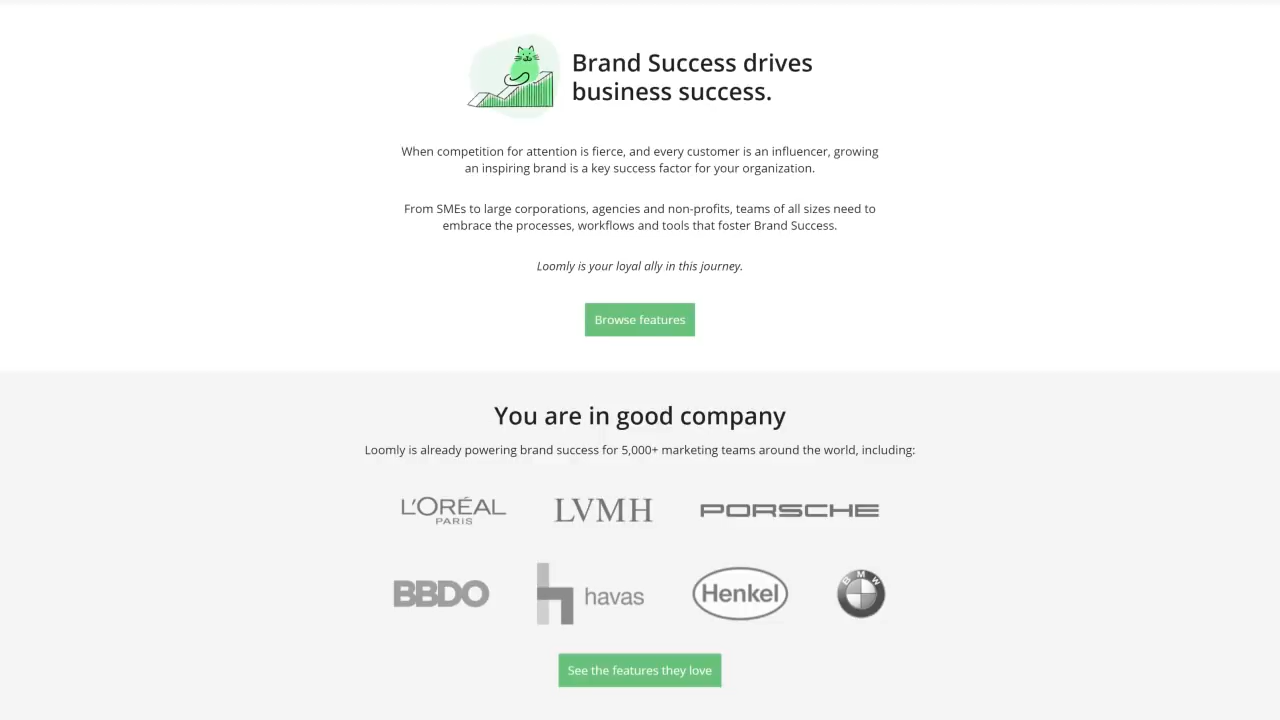 Brand Success drives
business success.
When competition for attention is fierce, and every customer is an influencer, growing
an inspiring brand is a key success factor for your organization.
From SMEs to large corporations, agencies and non-profits, teams of all sizes need to
embrace the processes, workflows and tools that foster Brand Success.
Loomly is your loyal ally in this journey.
Browse features
You are in good company
Loomly is already powering brand success for 5,000+ marketing teams around the world, including:
L'ORÉAL
PARIS
LVMH
PORSCHE
BBDO
havas
Henkel
BMW
See the features they love